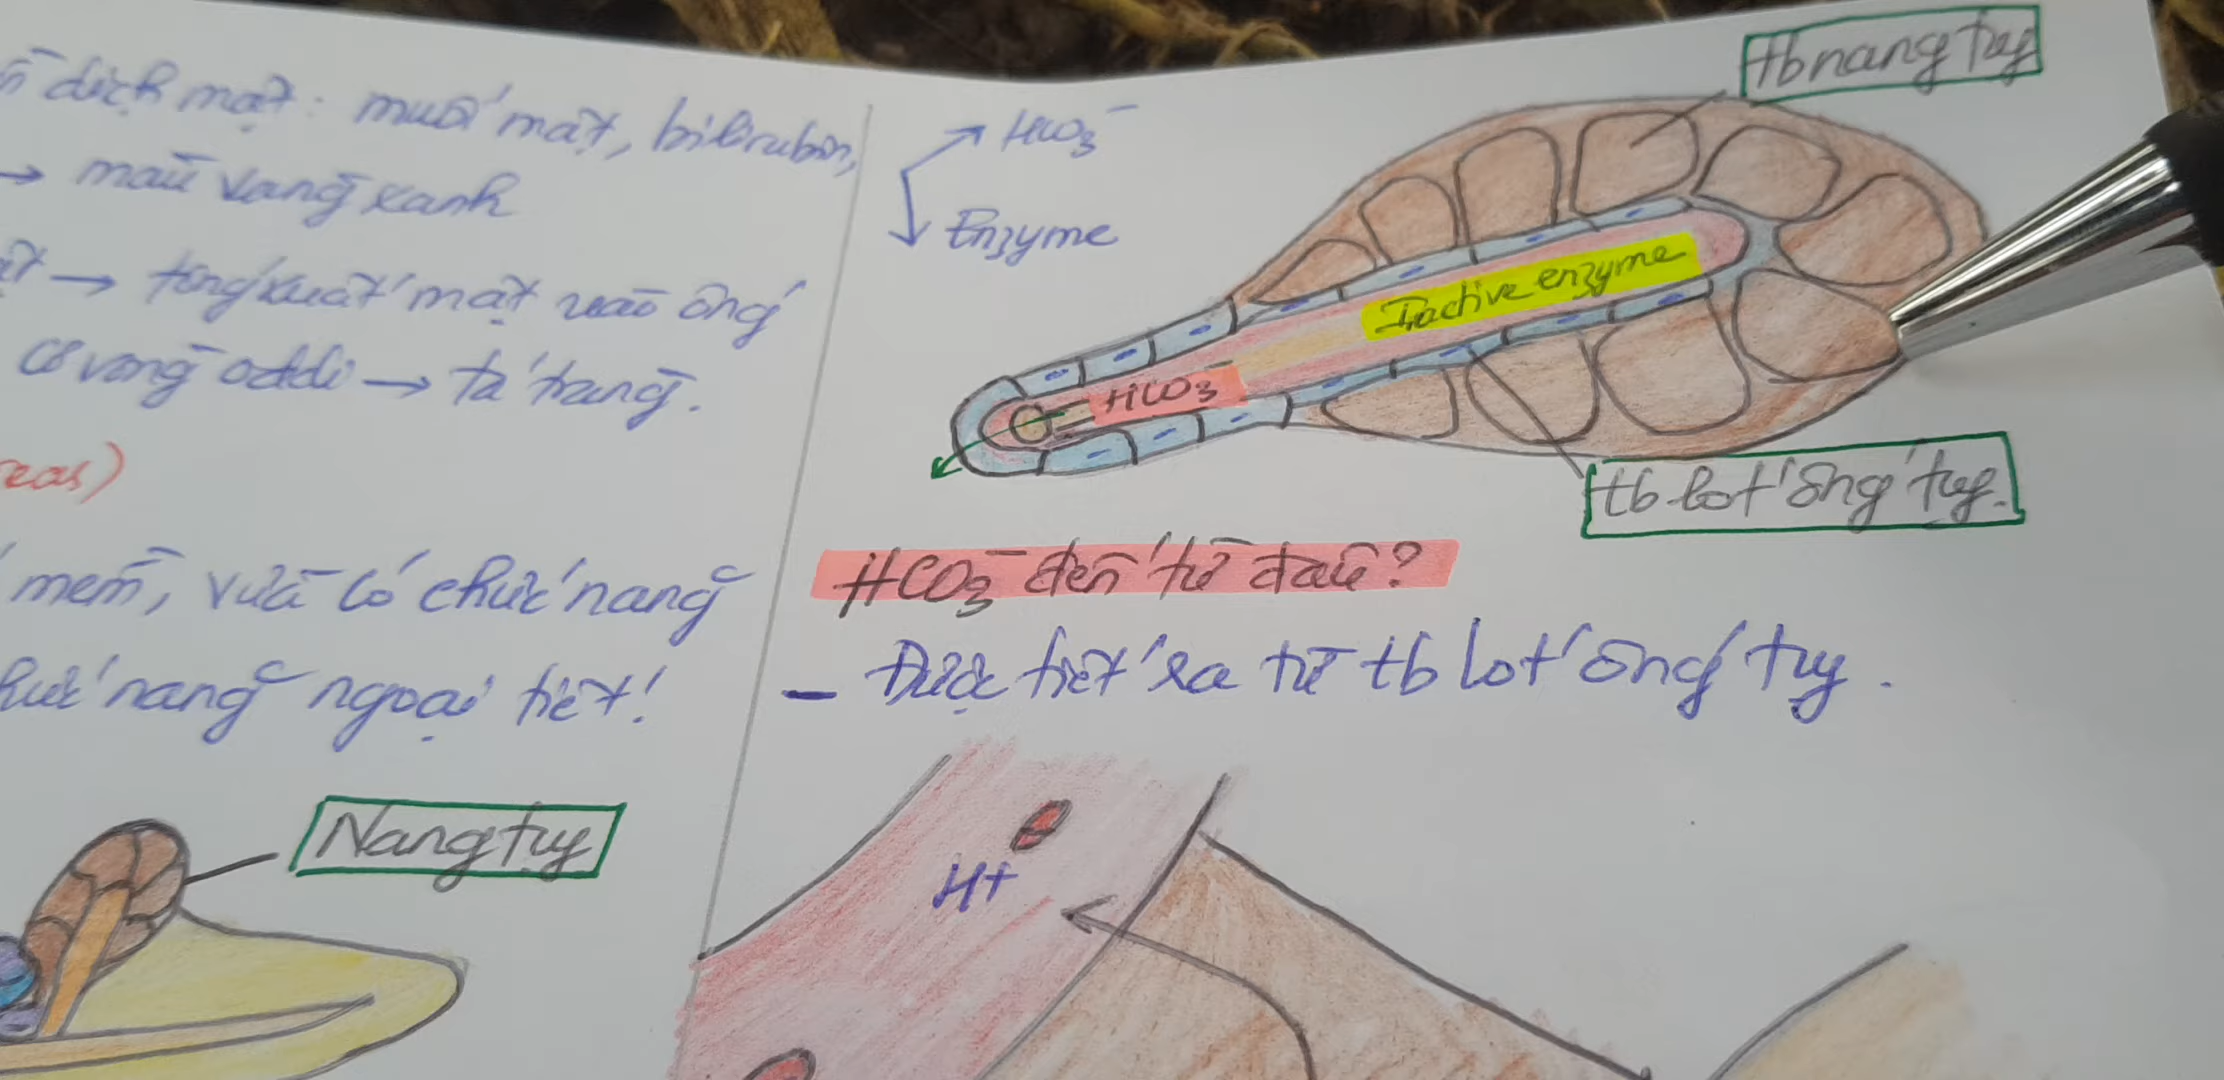 dịch mật: muối mật, bilirubin,
→ màu vàng xanh
→ tống xuất mật vào ống
cơ vòng oddi → tá tràng.
reas)
mềm, vừa có chức năng
chức năng ngoại tiết!
Nang tụy
HCO3⁻
Enzyme
tb nang tụy
Inactive enzyme
HCO3
tb lót ống tụy.
HCO3⁻ đến từ đâu?
– Được tiết ra từ tb lót ống tụy.
H+